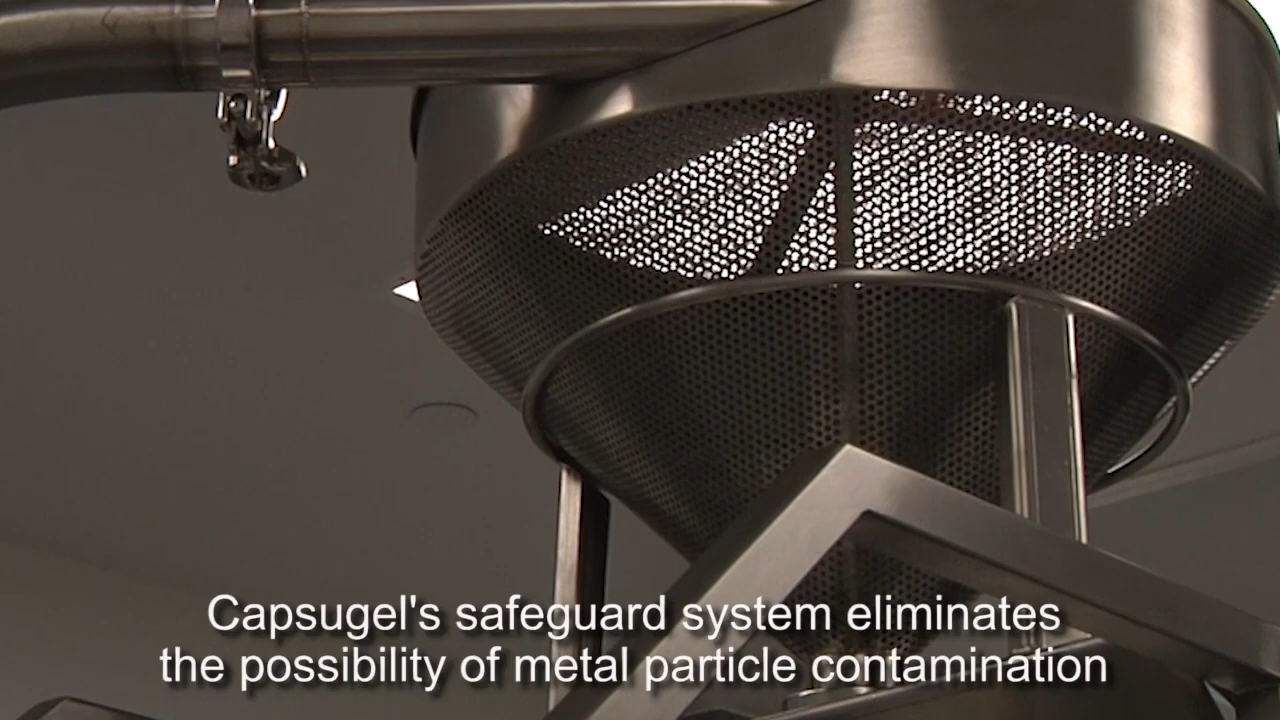 Capsugel's safeguard system eliminates
the possibility of metal particle contamination